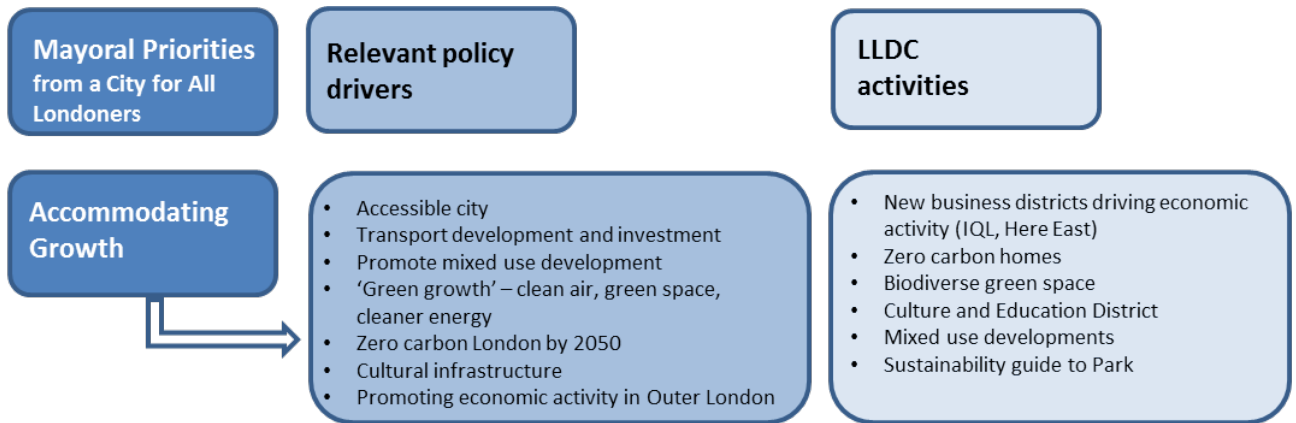 Mayoral Priorities
from a City for All
Londoners
Relevant policy
drivers
LLDC
activities
Accommodating
Growth
• Accessible city
• Transport development and investment
• Promote mixed use development
• ‘Green growth’ – clean air, green space,
cleaner energy
• Zero carbon London by 2050
• Cultural infrastructure
• Promoting economic activity in Outer London
• New business districts driving economic
activity (IQL, Here East)
• Zero carbon homes
• Biodiverse green space
• Culture and Education District
• Mixed use developments
• Sustainability guide to Park